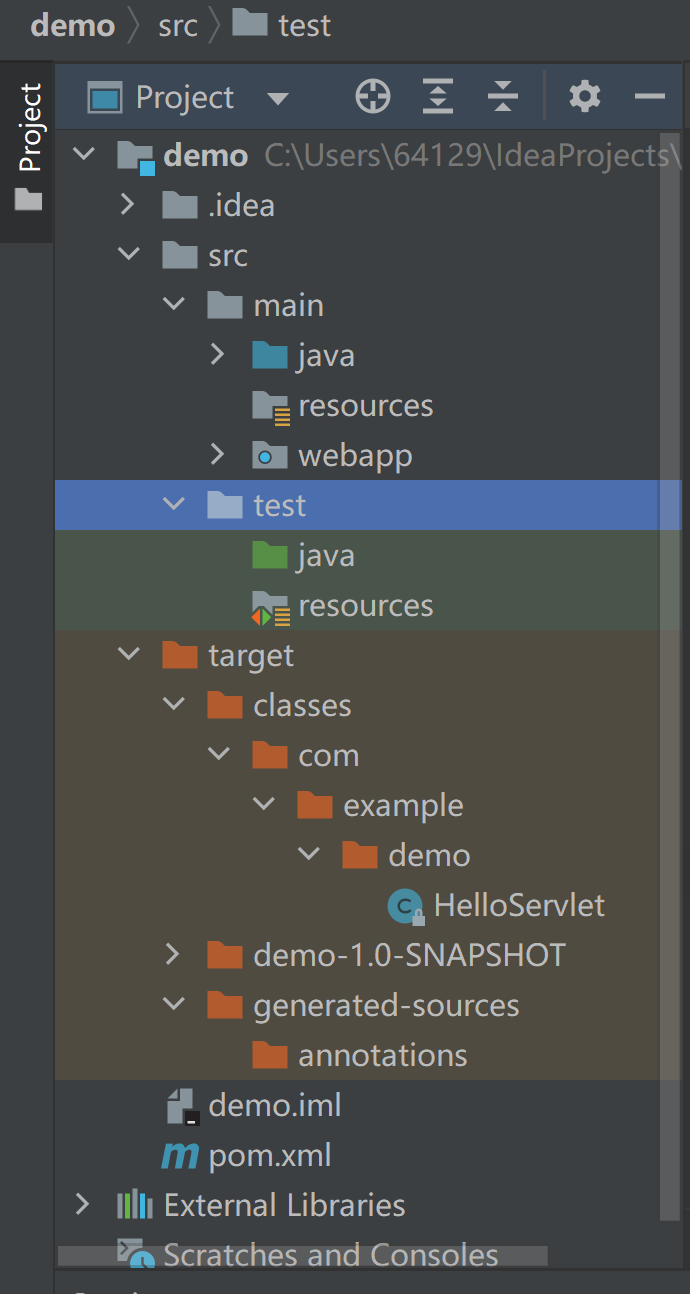 demo src test
Project
Project
demo C:\Users\64129\IdeaProjects\
.idea
src
main
java
resources
webapp
test
java
resources
target
classes
com
example
demo
HelloServlet
demo-1.0-SNAPSHOT
generated-sources
annotations
demo.iml
pom.xml
External Libraries
Scratches and Consoles